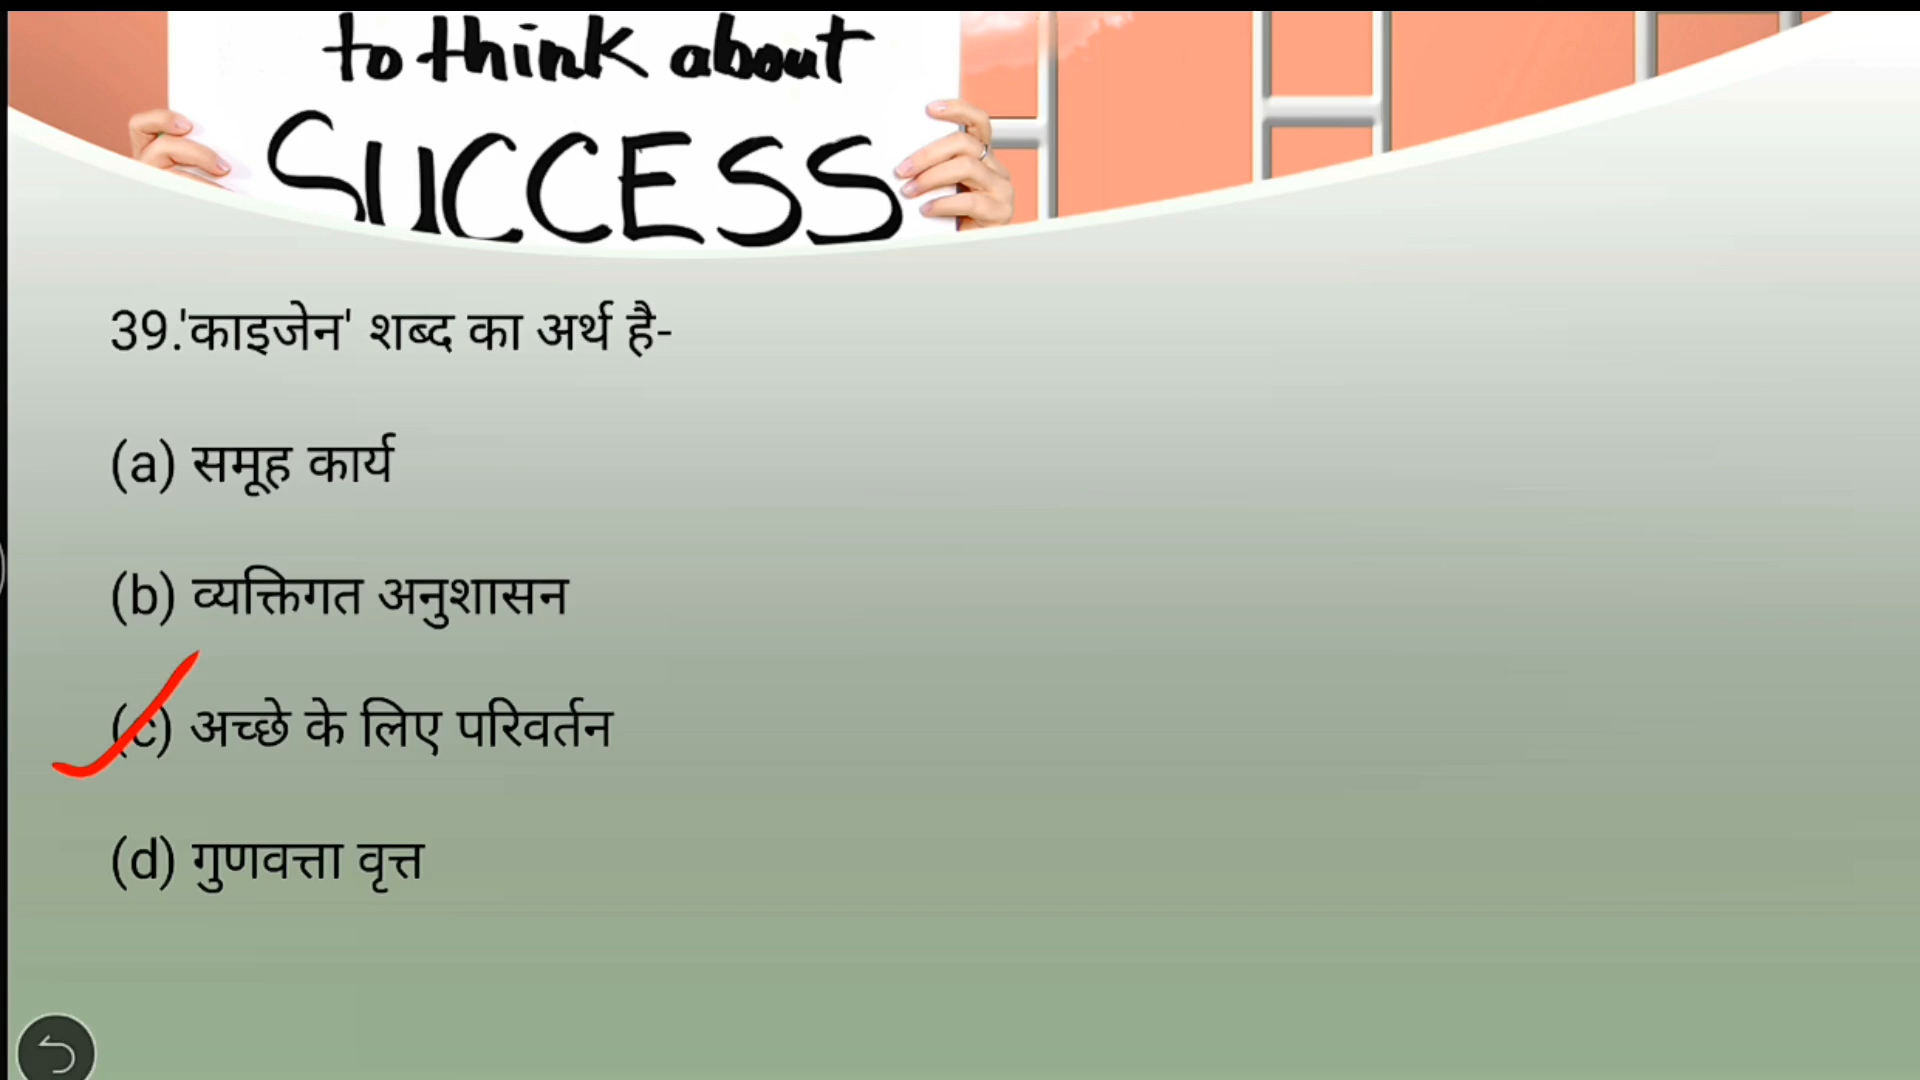 to think about
SUCCESS
39.'काइजेन' शब्द का अर्थ है-
(a) समूह कार्य
(b) व्यक्तिगत अनुशासन
(c) अच्छे के लिए परिवर्तन
(d) गुणवत्ता वृत्त